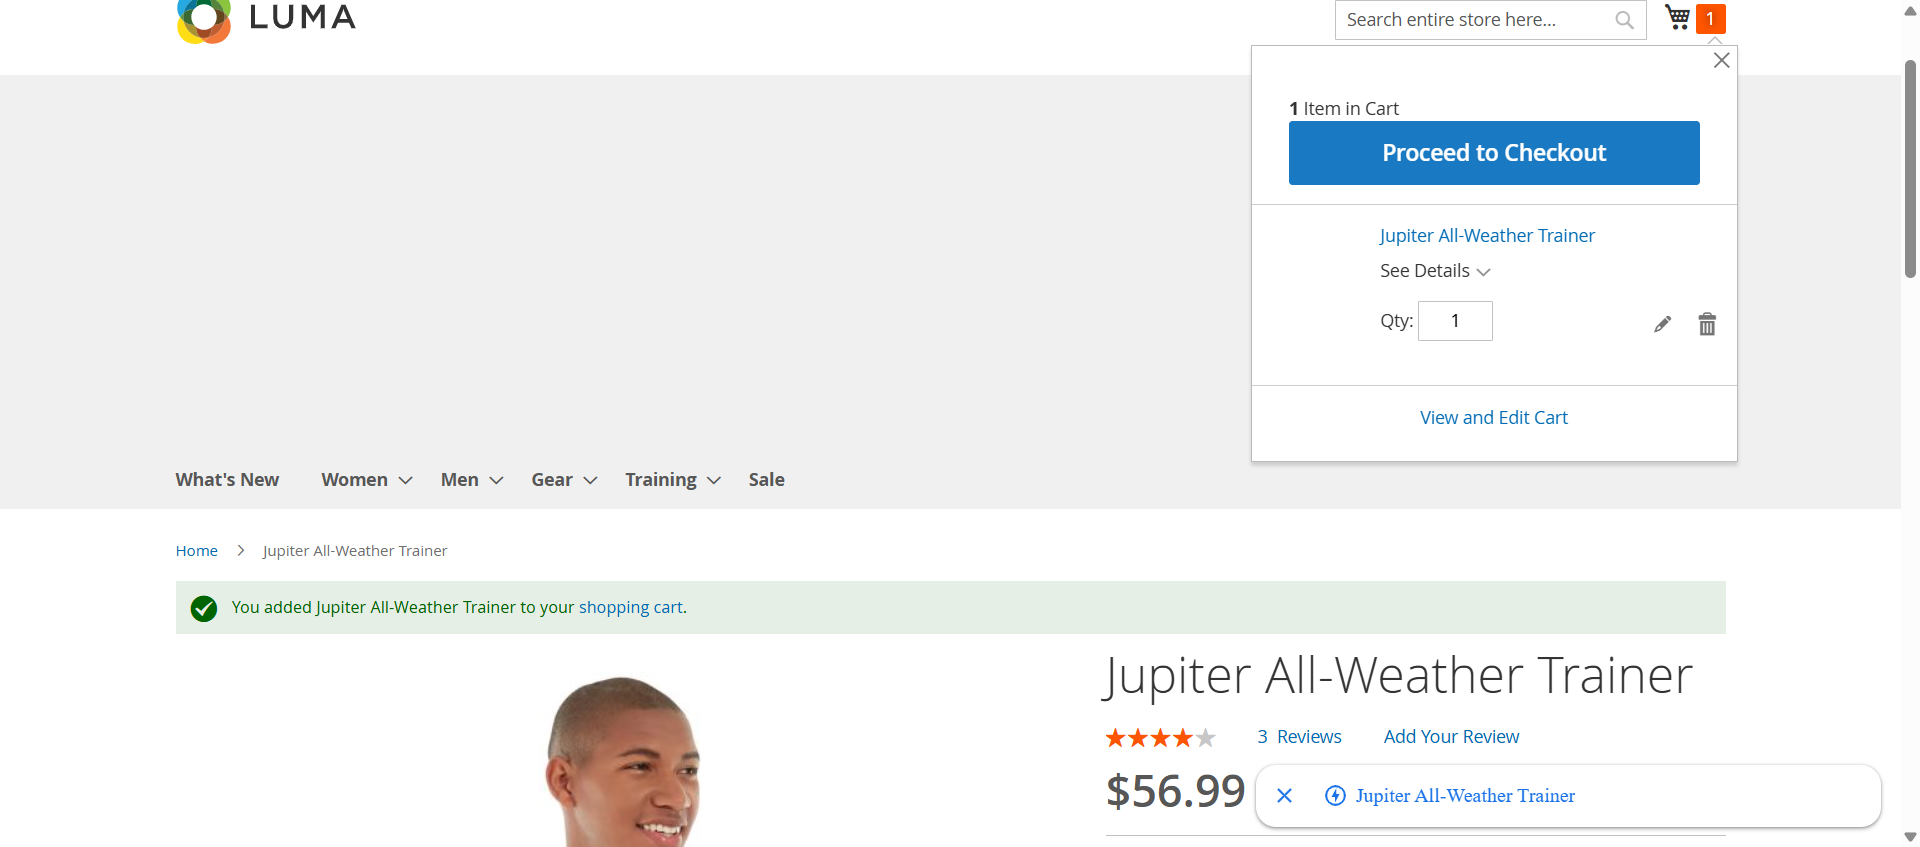 LUMA
Search entire store here...
1
1 Item in Cart
Proceed to Checkout
Jupiter All-Weather Trainer
See Details
Qty: 1
View and Edit Cart
What's New Women Men Gear Training Sale
Home Jupiter All-Weather Trainer
You added Jupiter All-Weather Trainer to your shopping cart.
Jupiter All-Weather Trainer
3 Reviews Add Your Review
$56.99
Jupiter All-Weather Trainer